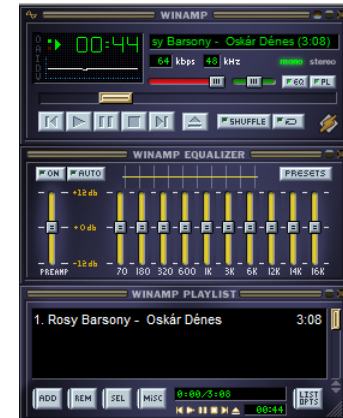 WINAMP
O
A
I
D
V
00:44
sy Barsony - Oskár Dénes (3:08)
64 kbps 48 kHz mono stereo
EQ PL
SHUFFLE
WINAMP EQUALIZER
ON AUTO PRESETS
+12db
+0db
-12db
PREAMP 70 180 320 600 1K 3K 6K 12K 14K 16K
WINAMP PLAYLIST
1. Rosy Barsony - Oskár Dénes 3:08
ADD REM SEL MISC 0:00/3:08 LIST OPTS
00:44